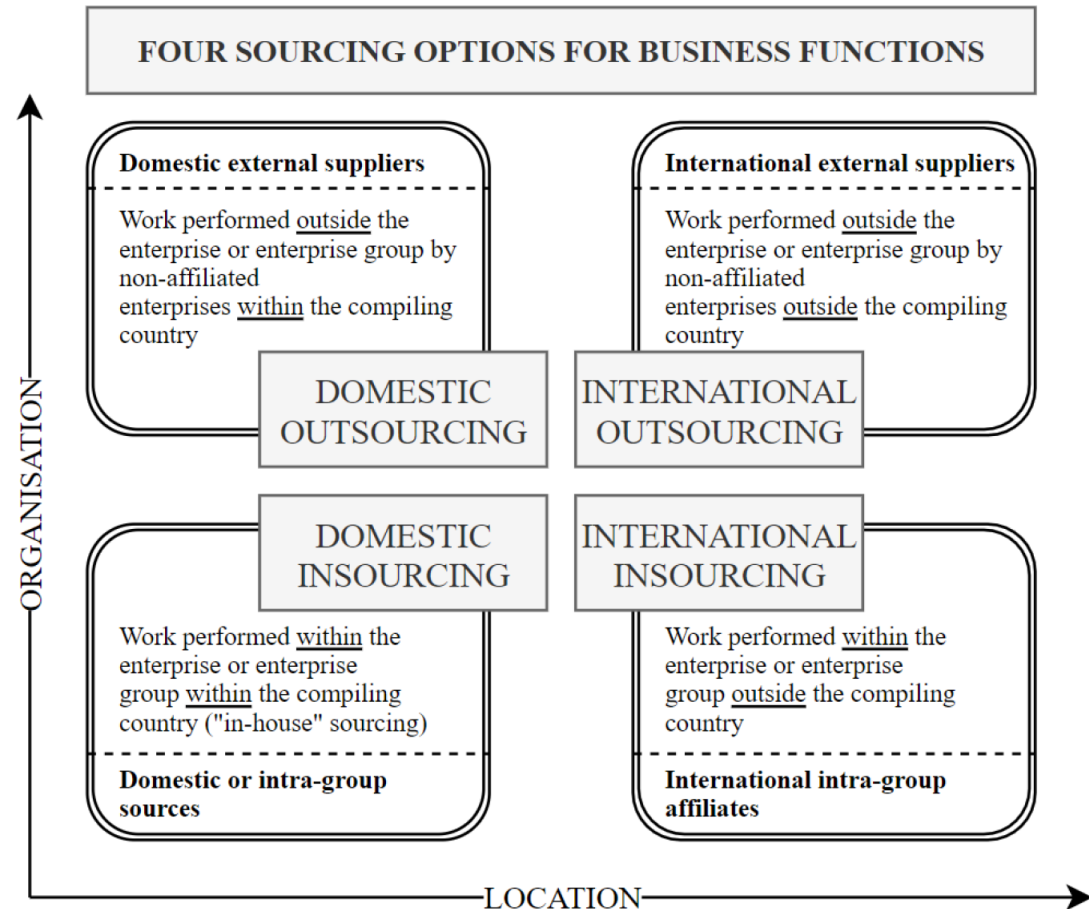 FOUR SOURCING OPTIONS FOR BUSINESS FUNCTIONS
Domestic external suppliers
Work performed outside the
enterprise or enterprise group by
non-affiliated
enterprises within the compiling
country
DOMESTIC
OUTSOURCING
International external suppliers
Work performed outside the
enterprise or enterprise group by
non-affiliated
enterprises outside the compiling
country
INTERNATIONAL
OUTSOURCING
DOMESTIC
INSOURCING
Work performed within the
enterprise or enterprise
group within the compiling
country ("in-house" sourcing)
Domestic or intra-group
sources
INTERNATIONAL
INSOURCING
Work performed within the
enterprise or enterprise
group outside the compiling
country
International intra-group
affiliates
ORGANISATION
LOCATION